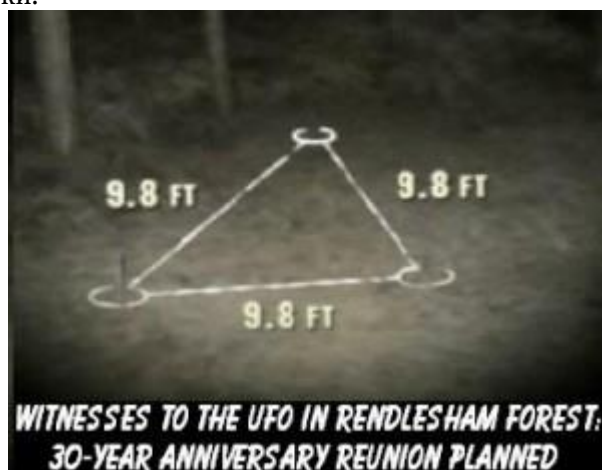 ки.
9.8 FT
9.8 FT
9.8 FT
WITNESSES TO THE UFO IN RENDLESHAM FOREST:
30-YEAR ANNIVERSARY REUNION PLANNED